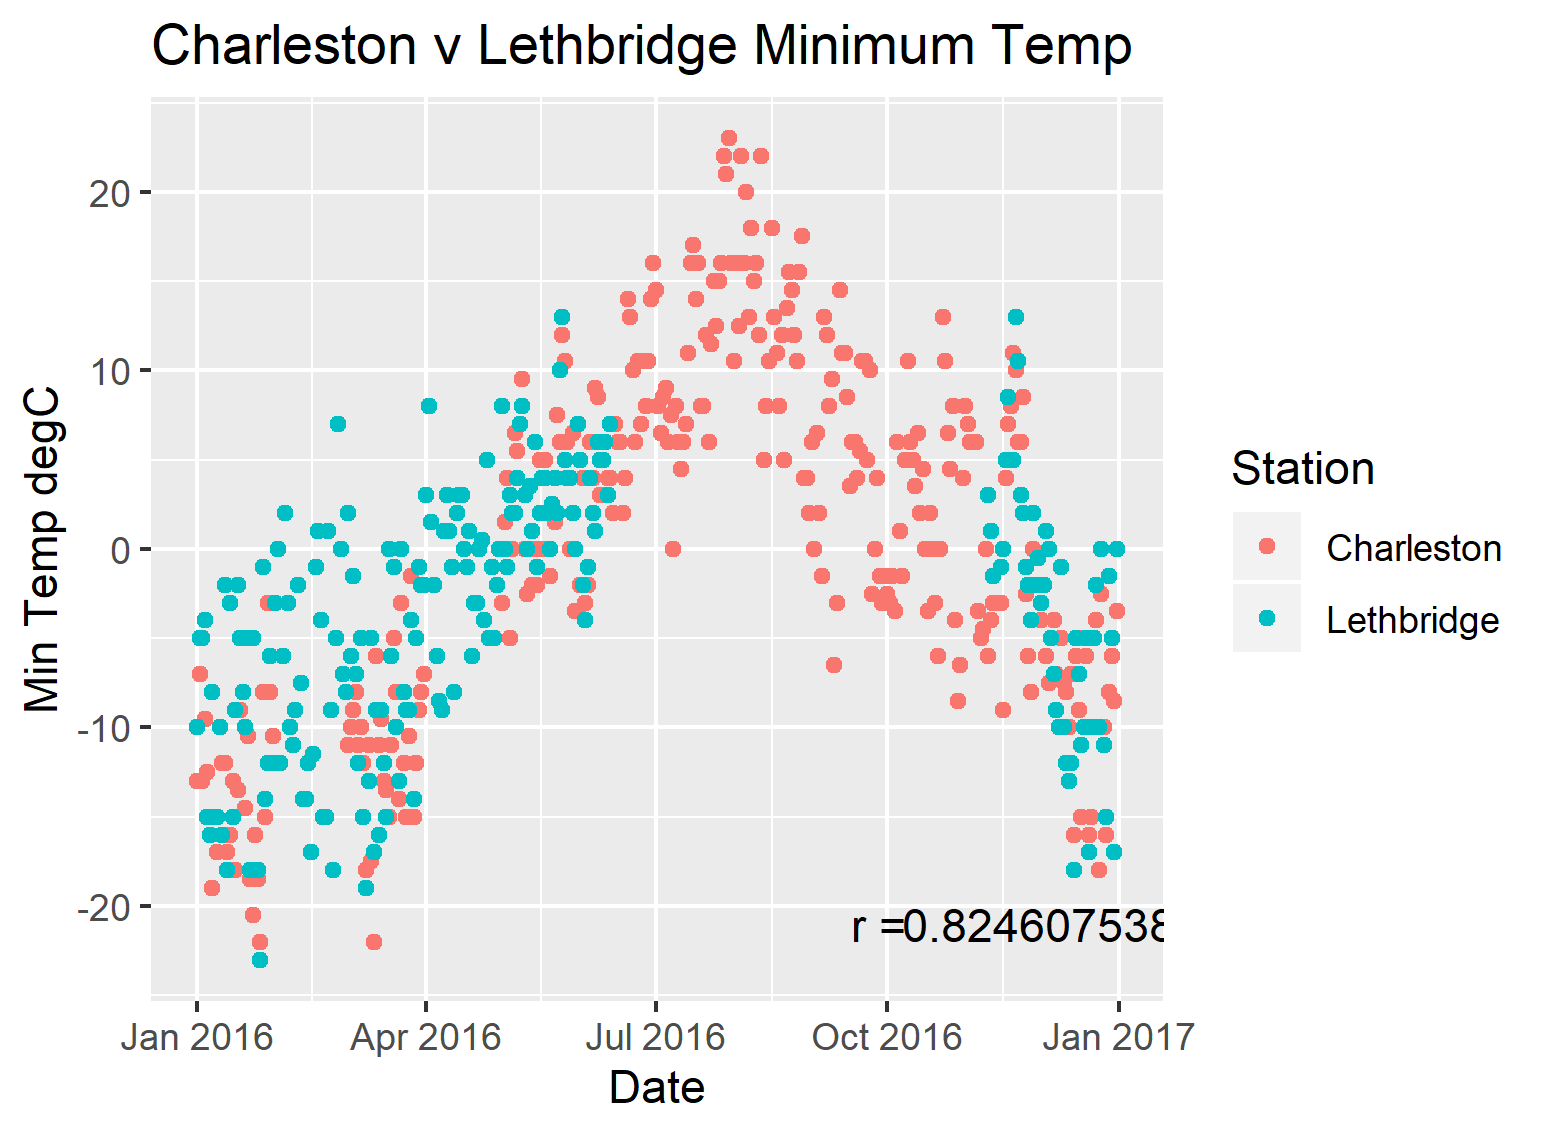 Charleston v Lethbridge Minimum Temp
Min Temp degC
20
10
0
-10
-20
r =0.824607538
Jan 2016
Apr 2016
Jul 2016
Oct 2016
Jan 2017
Date
Station
Charleston
Lethbridge